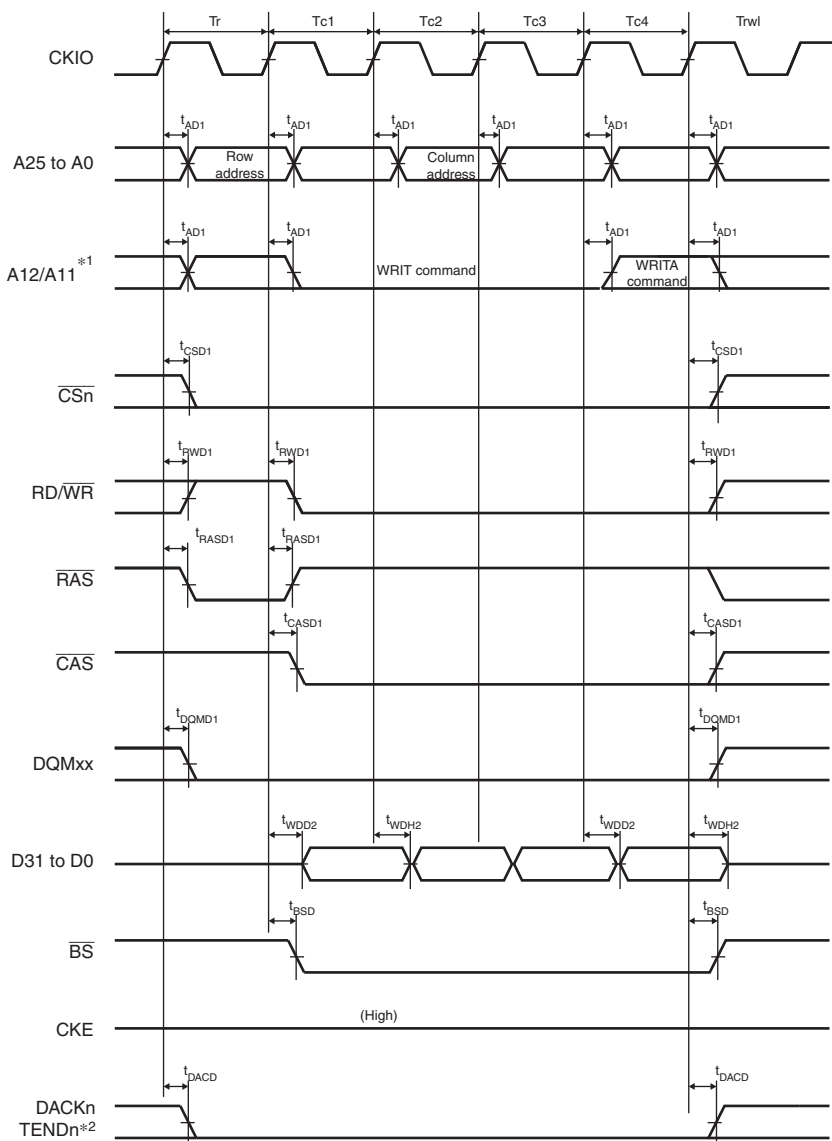 Tr Tc1 Tc2 Tc3 Tc4 Trwl
CKIO
tAD1 tAD1 tAD1 tAD1 tAD1 tAD1
A25 to A0
Row address
Column address
tAD1 tAD1 tAD1 tAD1
A12/A11 *1
WRIT command
WRITA command
tCSD1 tCSD1
CSn
tRWD1 tRWD1 tRWD1
RD/WR
tRASD1 tRASD1
RAS
tCASD1 tCASD1
CAS
tDQMD1 tDQMD1
DQMxx
tWDD2 tWDH2 tWDD2 tWDH2
D31 to D0
tBSD tBSD
BS
(High)
CKE
tDACD tDACD
DACKn
TENDn*2